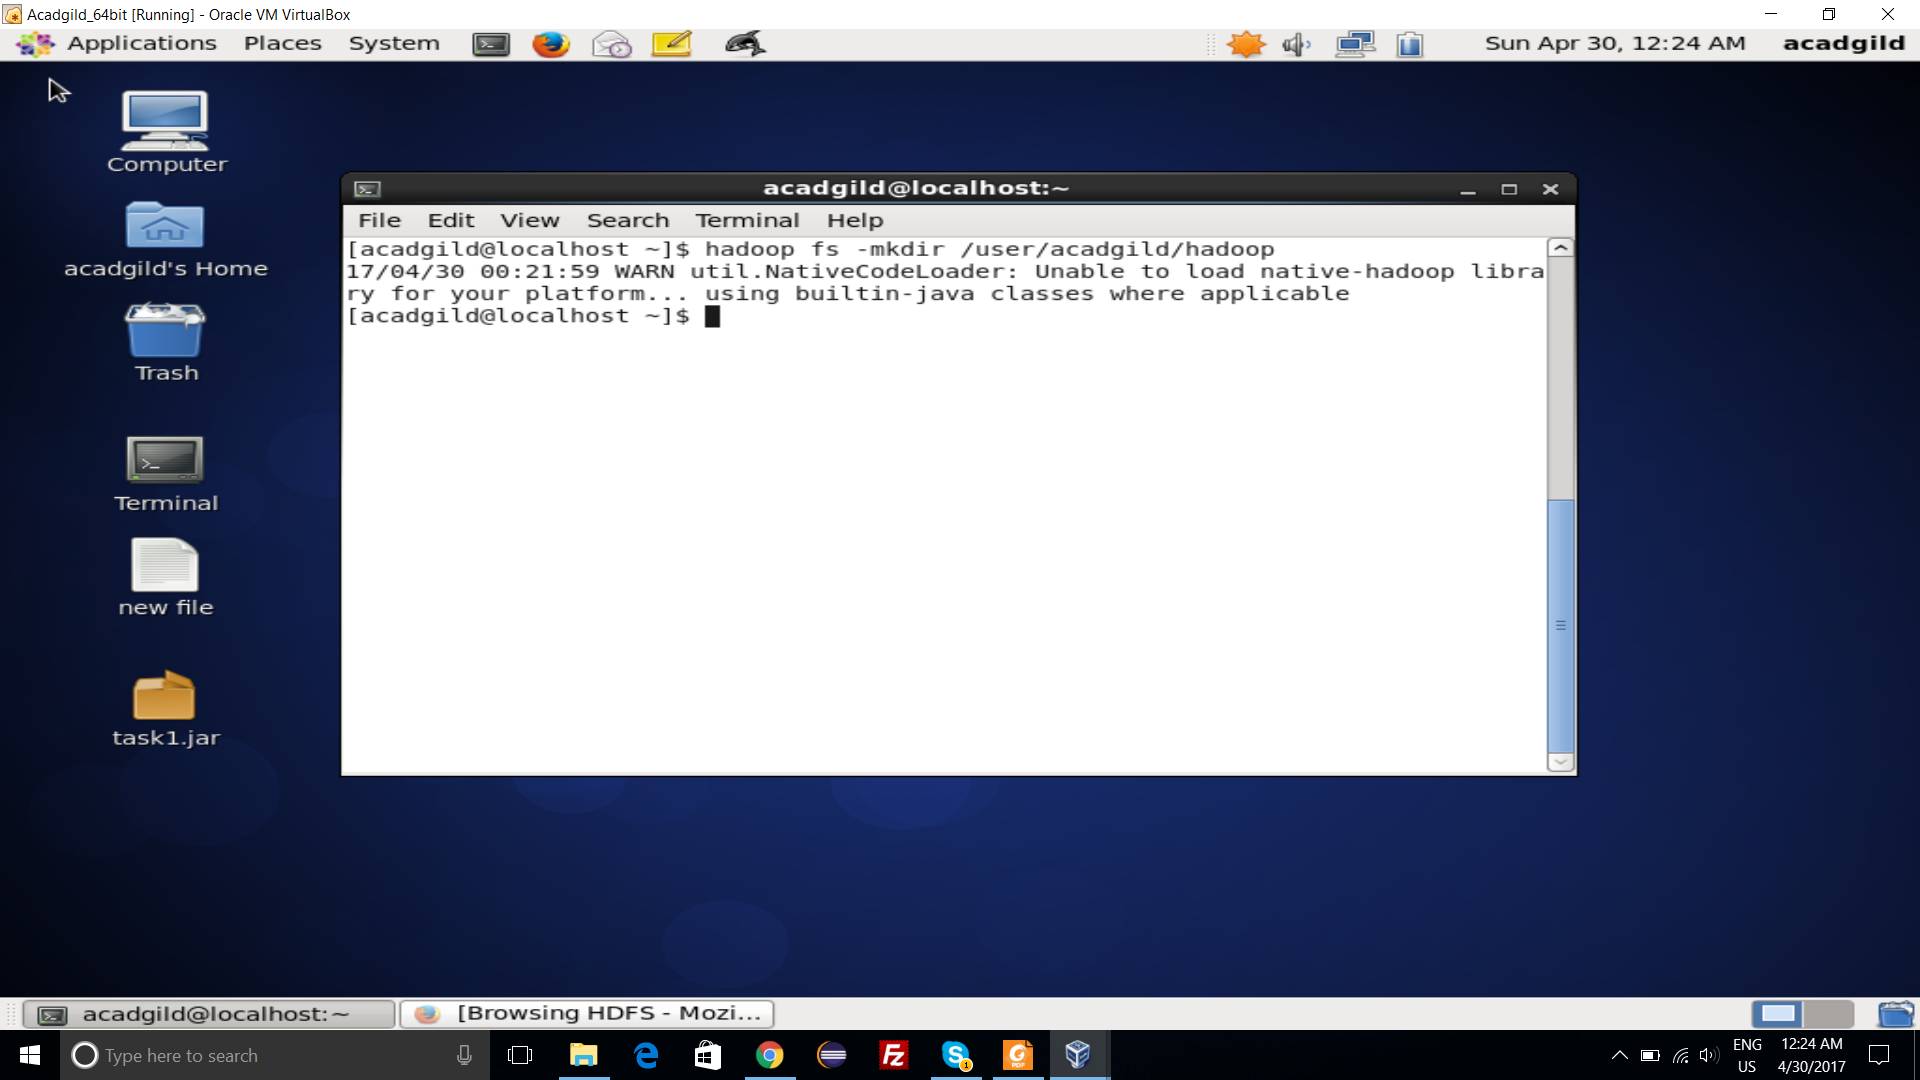 Acadgild_64bit [Running] - Oracle VM VirtualBox
Applications Places System Sun Apr 30, 12:24 AM acadgild
Computer
acadgild's Home
Trash
Terminal
new file
task1.jar
acadgild@localhost:~
File Edit View Search Terminal Help
[acadgild@localhost ~]$ hadoop fs -mkdir /user/acadgild/hadoop
17/04/30 00:21:59 WARN util.NativeCodeLoader: Unable to load native-hadoop libra
ry for your platform... using builtin-java classes where applicable
[acadgild@localhost ~]$
acadgild@localhost:~ [Browsing HDFS - Mozi...
Type here to search
ENG
US
12:24 AM
4/30/2017